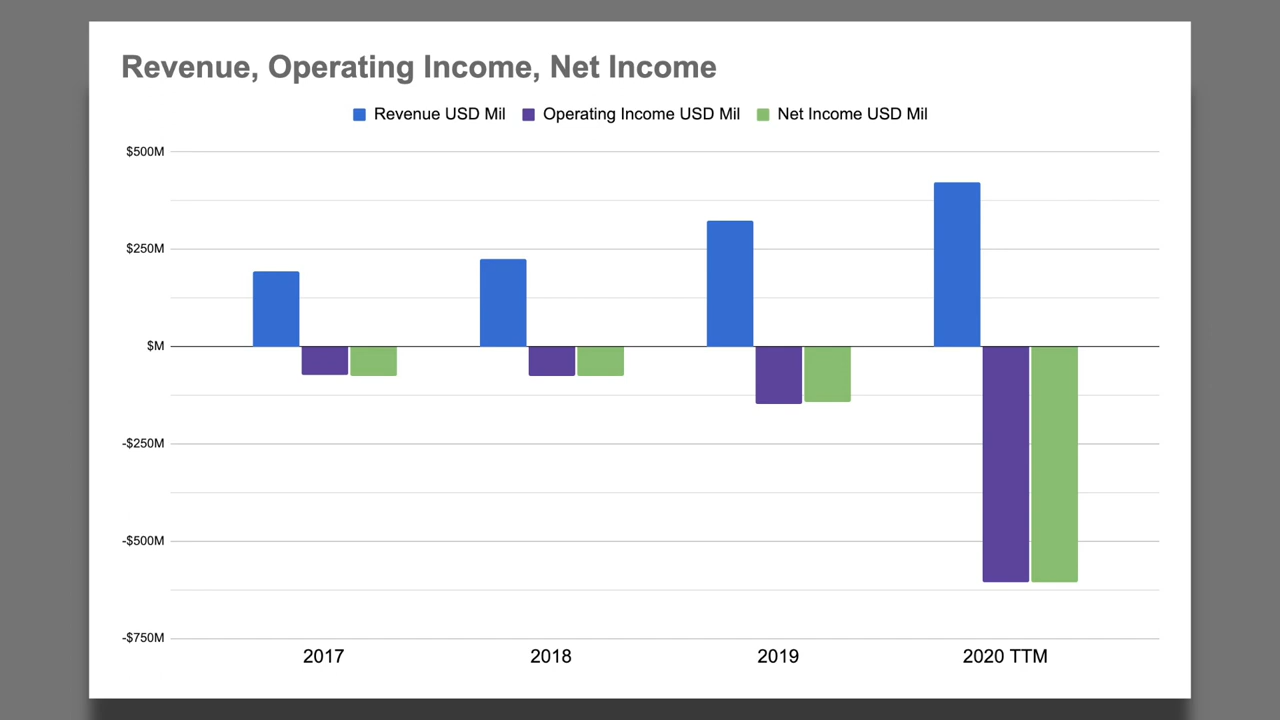 Revenue, Operating Income, Net Income
Revenue USD Mil Operating Income USD Mil Net Income USD Mil
$500M
$250M
$M
-$250M
-$500M
-$750M
2017 2018 2019 2020 TTM